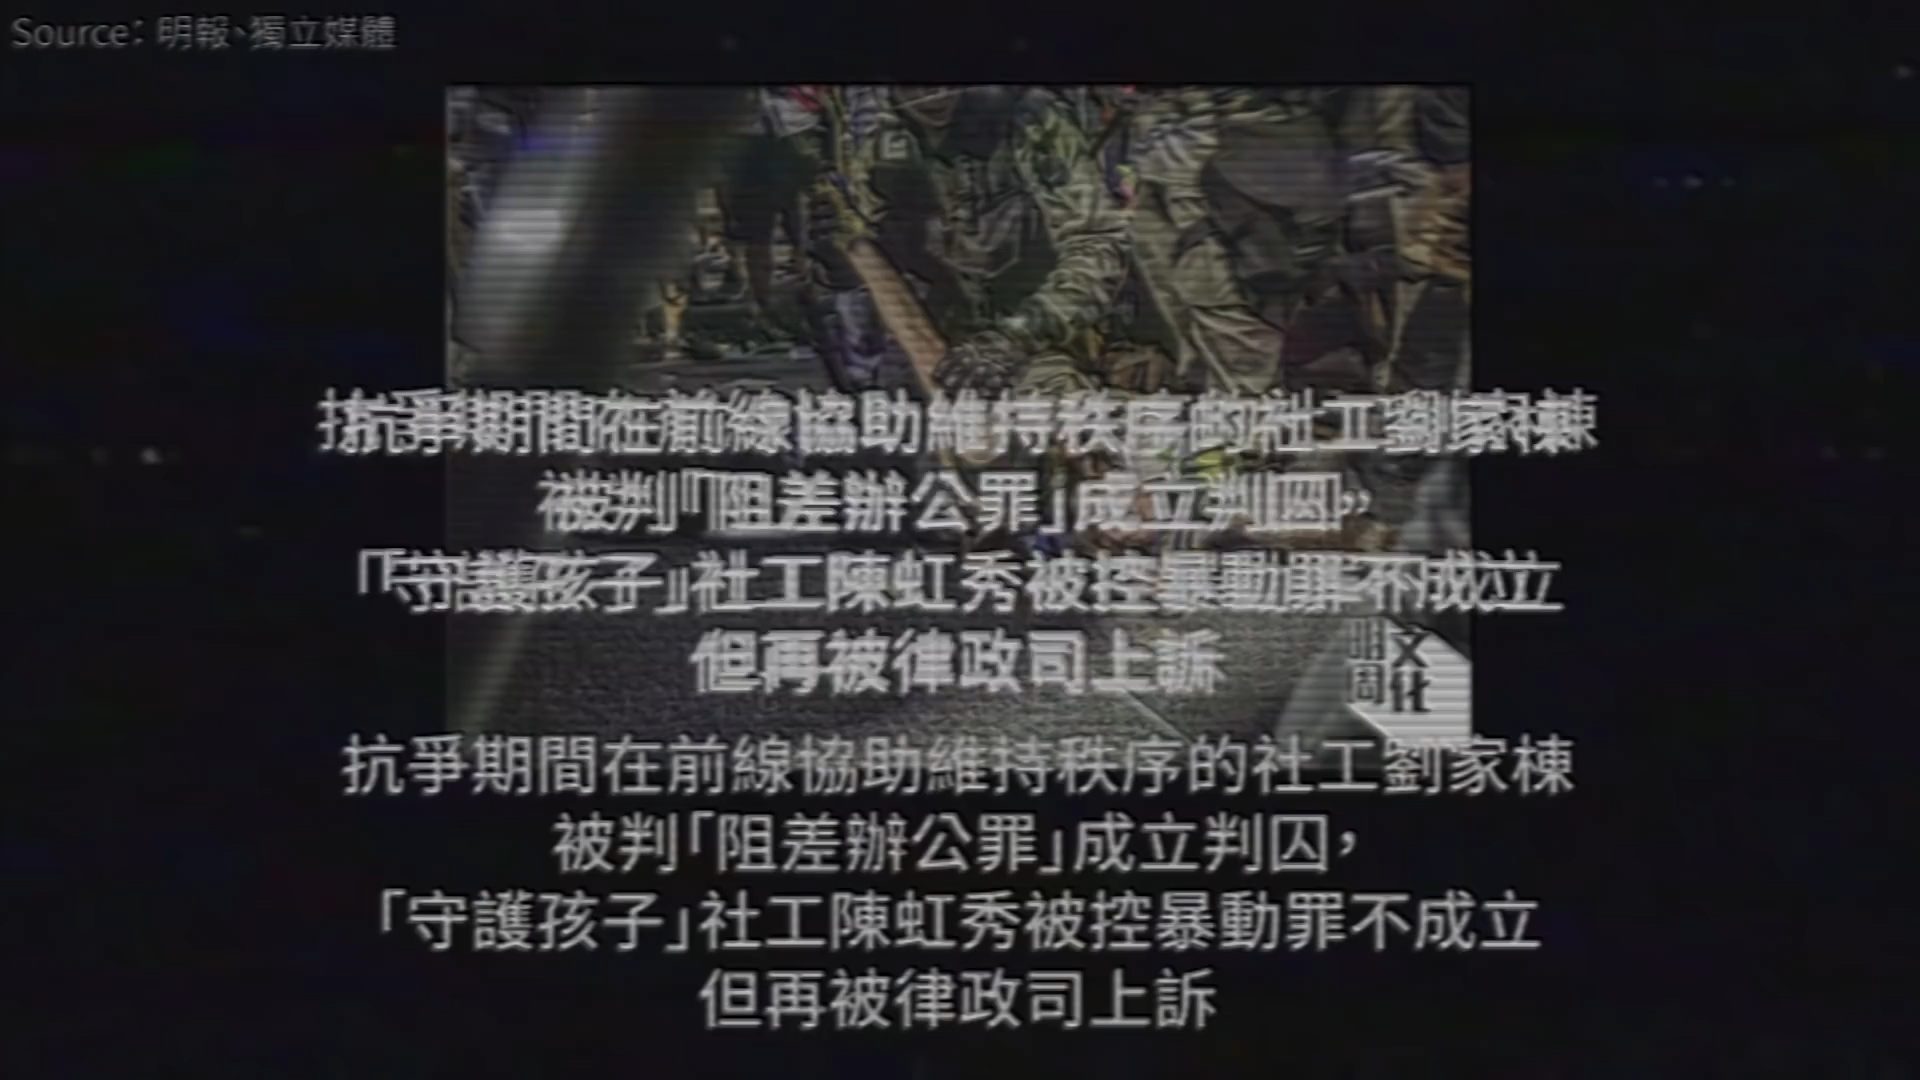 Source: 明報、獨立媒體
抗爭期間在前線協助維持秩序的社工劉家棟
被判「阻差辦公罪」成立判囚,
「守護孩子」社工陳虹秀被控暴動罪不成立
但再被律政司上訴
明周文化
抗爭期間在前線協助維持秩序的社工劉家棟
被判「阻差辦公罪」成立判囚,
「守護孩子」社工陳虹秀被控暴動罪不成立
但再被律政司上訴